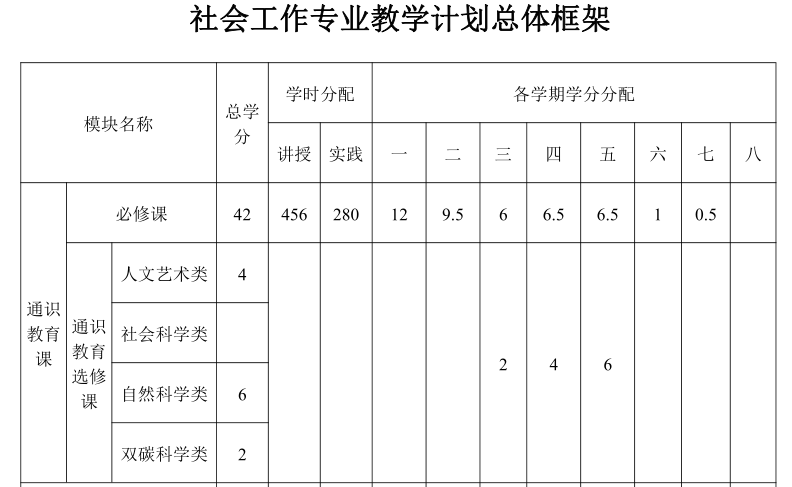 社会工作专业教学计划总体框架
模块名称 总学分 学时分配 各学期学分分配
讲授 实践 一 二 三 四 五 六 七 八
通识教育课 必修课 42 456 280 12 9.5 6 6.5 6.5 1 0.5
通识教育选修课 人文艺术类 4
社会科学类
2 4 6
自然科学类 6
双碳科学类 2